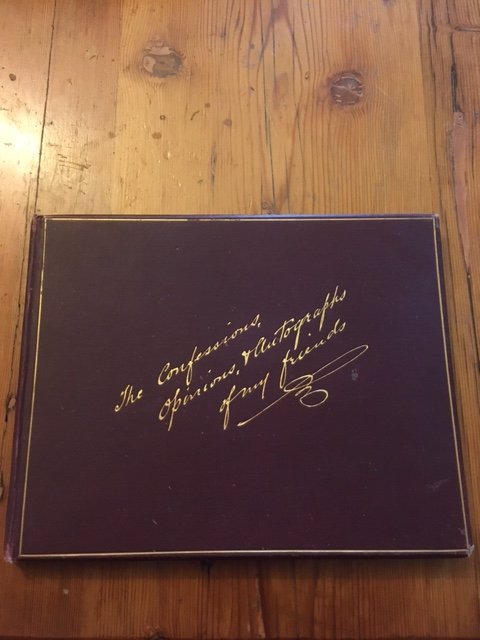 The Confessions,
Opinions, & Autographs
of my friends